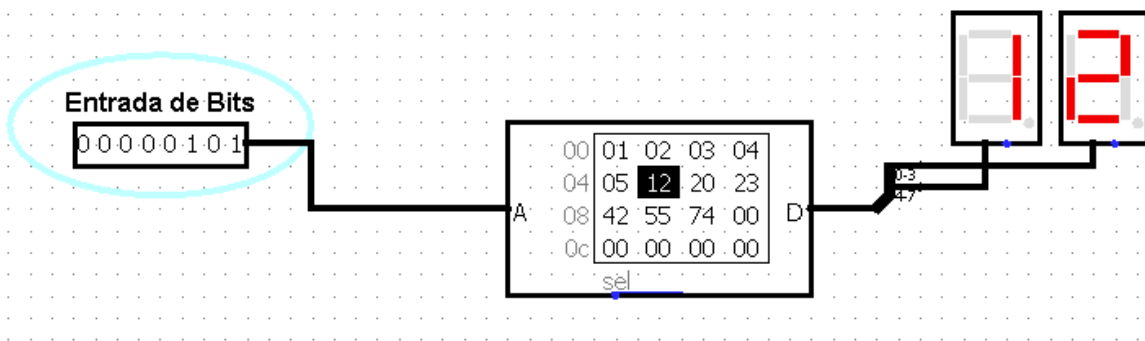 Entrada de Bits
00000101
00 01 02 03 04
04 05 12 20 23
08 42 55 74 00
0c 00 00 00 00
A
D
sel
0-3
4-7
12